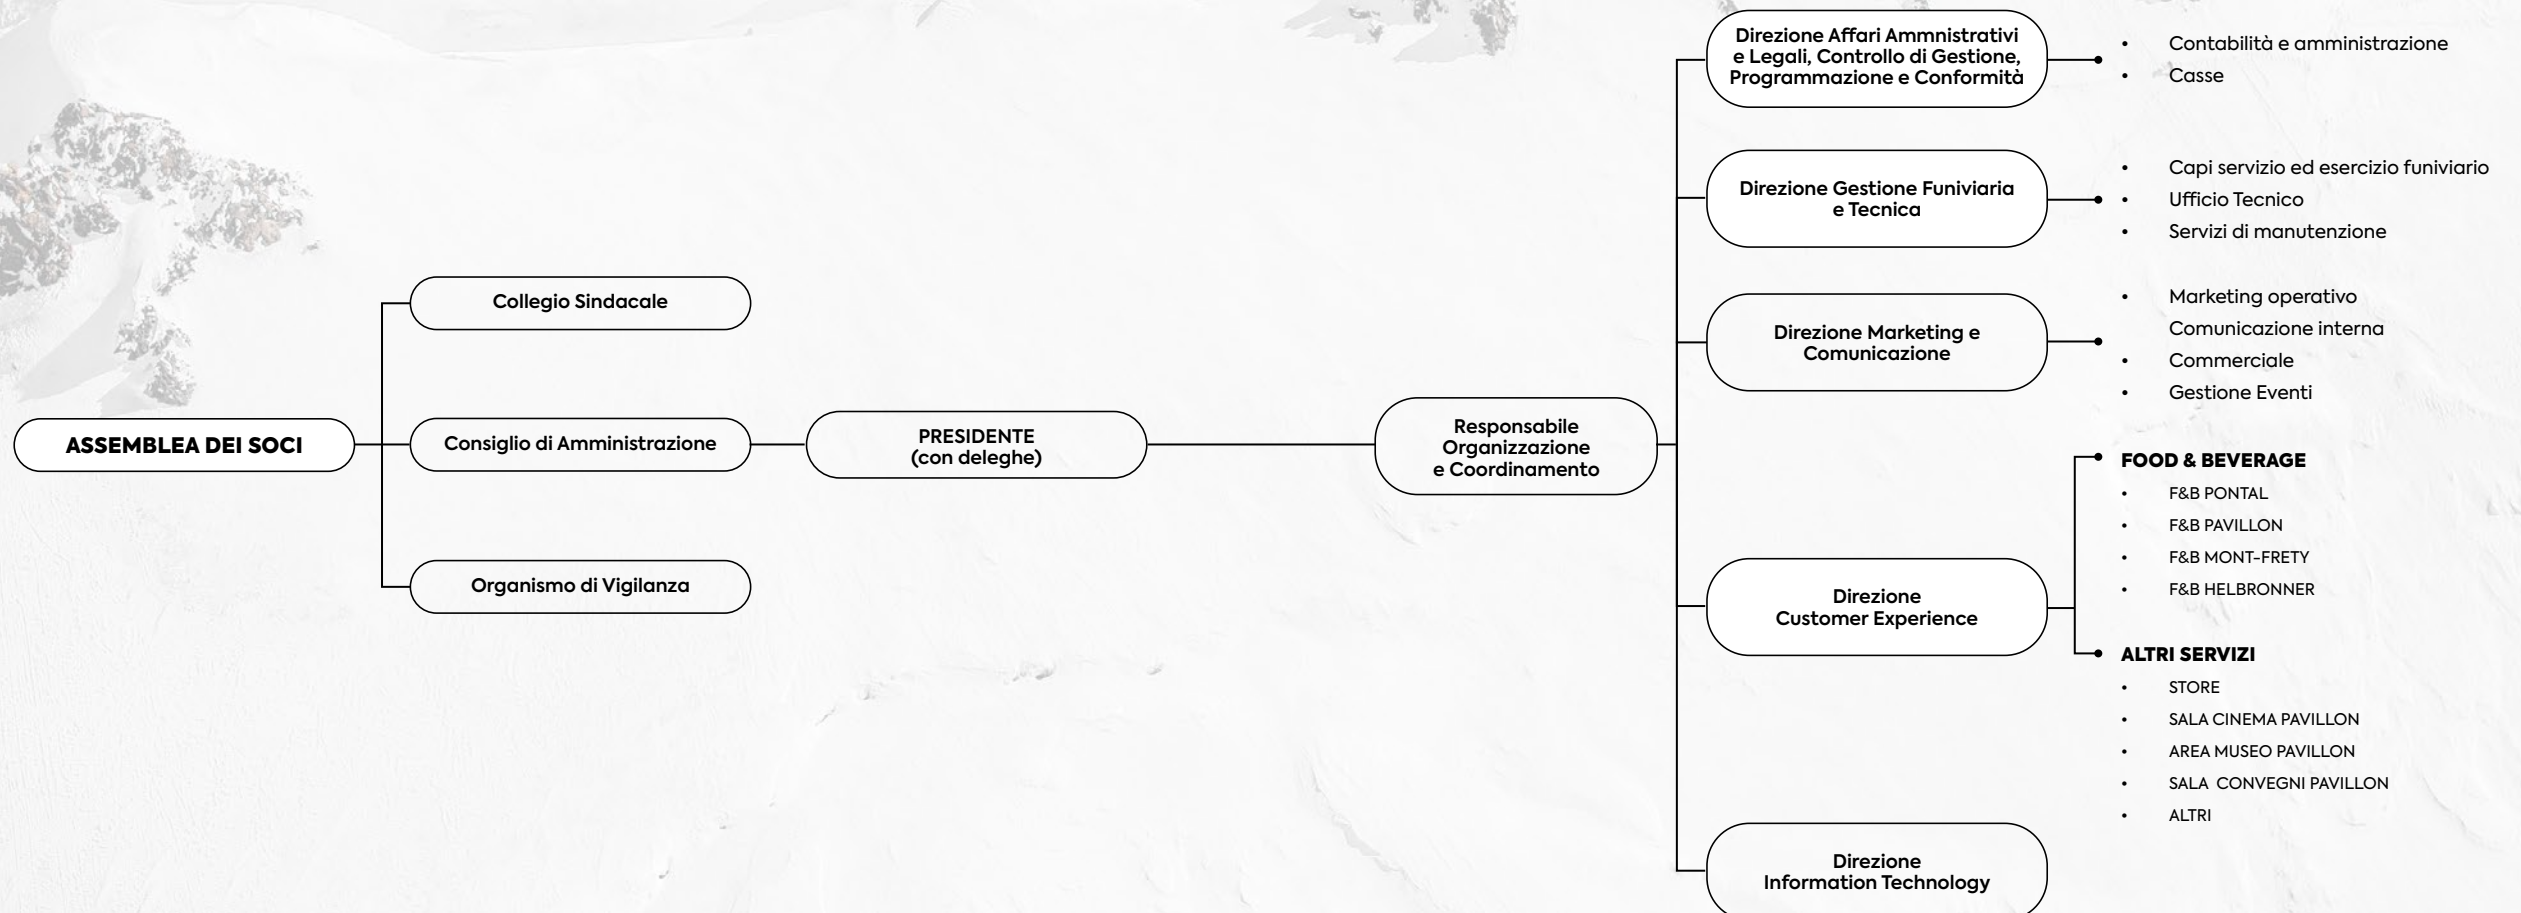 ASSEMBLEA DEI SOCI
Collegio Sindacale
Consiglio di Amministrazione
Organismo di Vigilanza
PRESIDENTE
(con deleghe)
Responsabile
Organizzazione
e Coordinamento
Direzione Affari Ammnistrativi
e Legali, Controllo di Gestione,
Programmazione e Conformità
• Contabilità e amministrazione
• Casse
Direzione Gestione Funiviaria
e Tecnica
• Capi servizio ed esercizio funiviario
• Ufficio Tecnico
• Servizi di manutenzione
Direzione Marketing e
Comunicazione
• Marketing operativo
Comunicazione interna
• Commerciale
• Gestione Eventi
Direzione
Customer Experience
FOOD & BEVERAGE
• F&B PONTAL
• F&B PAVILLON
• F&B MONT-FRETY
• F&B HELBRONNER
ALTRI SERVIZI
• STORE
• SALA CINEMA PAVILLON
• AREA MUSEO PAVILLON
• SALA CONVEGNI PAVILLON
• ALTRI
Direzione
Information Technology